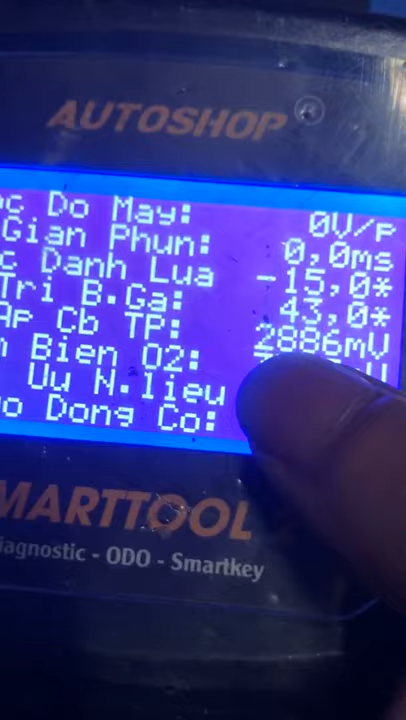 AUTOSHOP ®
Do May: 0V/P
Gian Phun: 0,0ms
Danh Lua -15,0*
Tri B.Ga: 43,0*
Ap Cb TP: 2886mV
Bien O2:
Uu N.lieu
Dong Co:
MARTTOOL
iagnostic - ODO - Smartkey